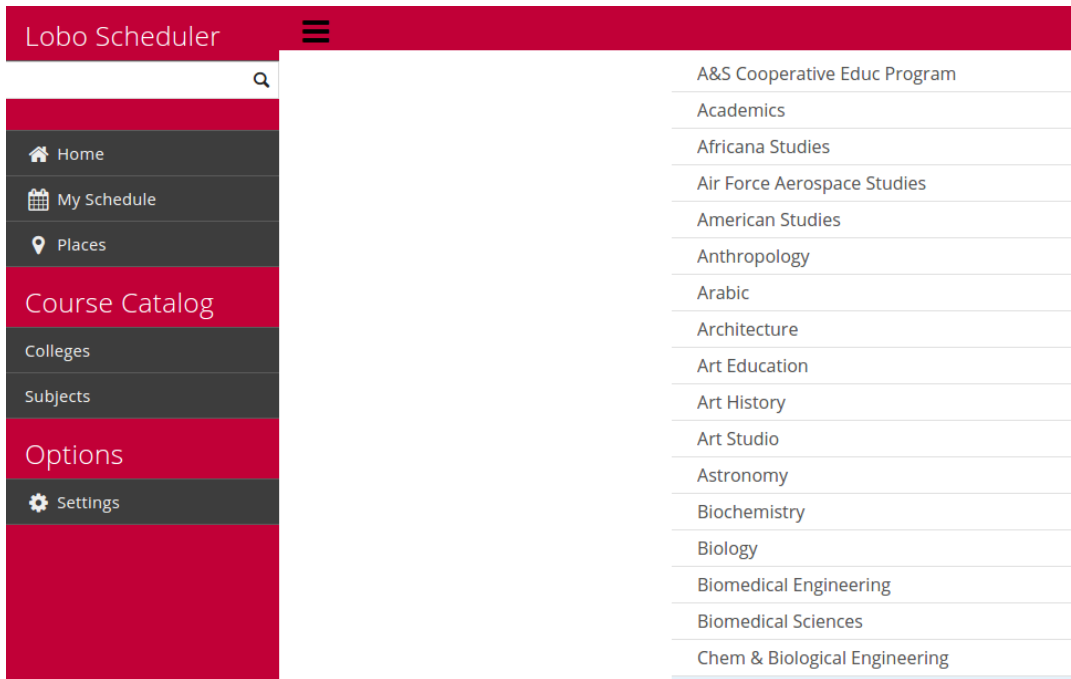 Lobo Scheduler
Home
My Schedule
Places
Course Catalog
Colleges
Subjects
Options
Settings
A&S Cooperative Educ Program
Academics
Africana Studies
Air Force Aerospace Studies
American Studies
Anthropology
Arabic
Architecture
Art Education
Art History
Art Studio
Astronomy
Biochemistry
Biology
Biomedical Engineering
Biomedical Sciences
Chem & Biological Engineering